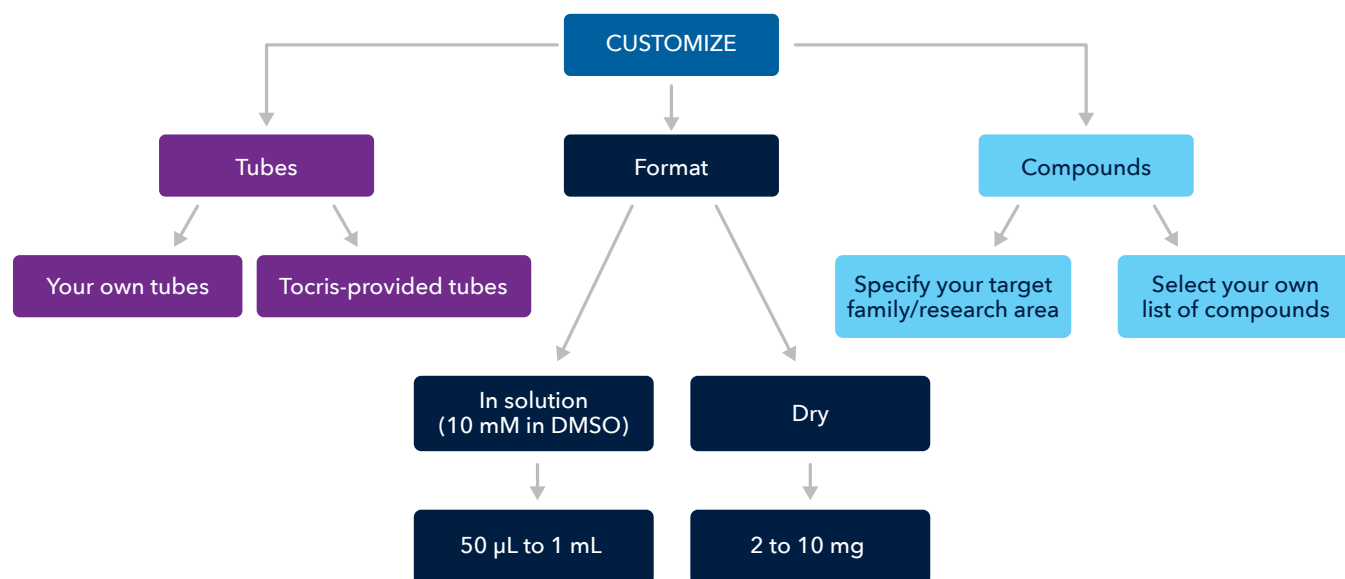 CUSTOMIZE
Tubes
Format
Compounds
Your own tubes
Tocris-provided tubes
Specify your target
family/research area
Select your own
list of compounds
In solution
(10 mM in DMSO)
Dry
50 µL to 1 mL
2 to 10 mg